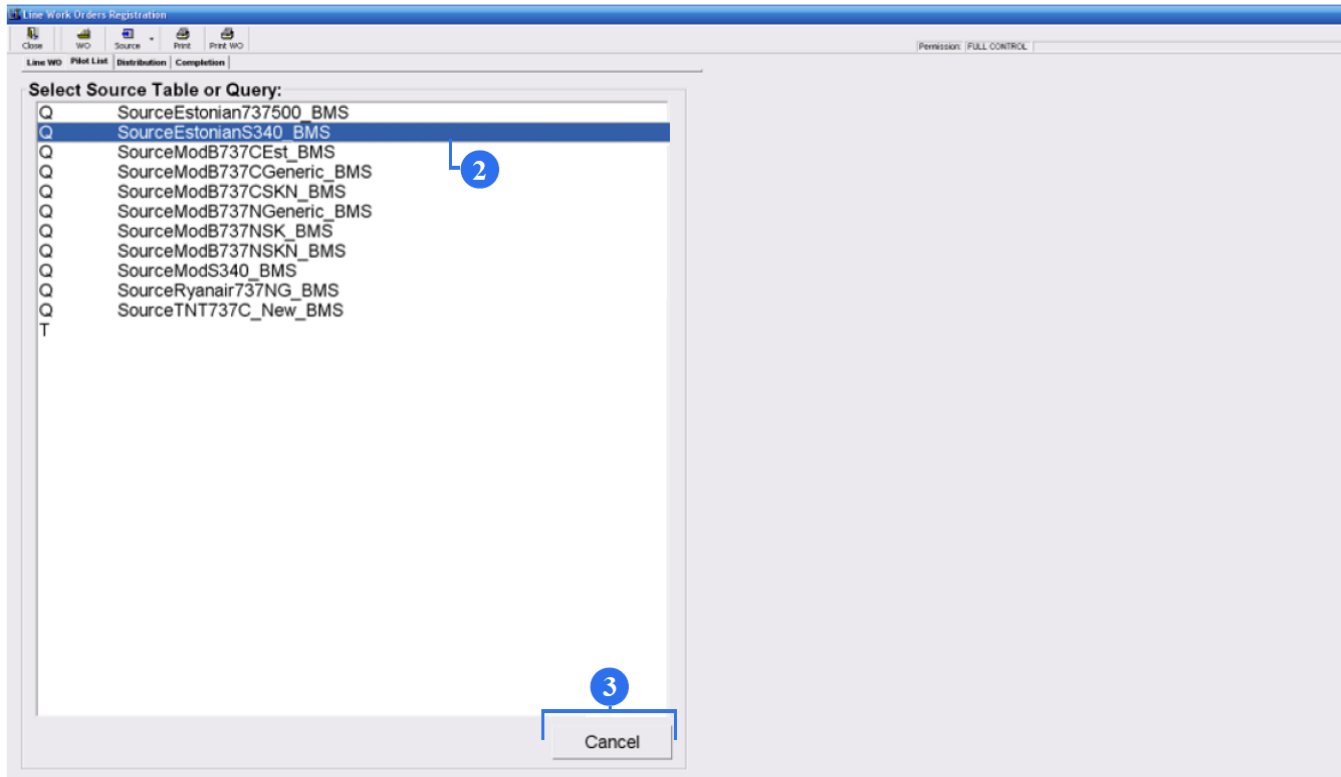 Line Work Orders Registration
Close WO Source Print Print WO
Permission: FULL CONTROL
Line WO Pilot List Distribution Completion
Select Source Table or Query:
Q SourceEstonian737500_BMS
Q SourceEstonianS340_BMS
Q SourceModB737CEst_BMS
Q SourceModB737CGeneric_BMS
Q SourceModB737CSKN_BMS
Q SourceModB737NGeneric_BMS
Q SourceModB737NSK_BMS
Q SourceModB737NSKN_BMS
Q SourceModS340_BMS
Q SourceRyanair737NG_BMS
Q SourceTNT737C_New_BMS
T
2
3
Cancel